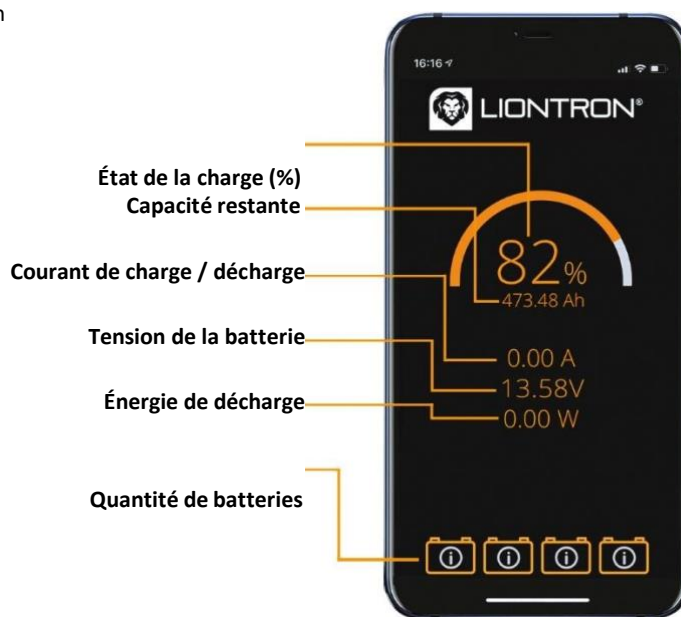 n
16:16
LIONTRON®
État de la charge (%)
Capacité restante
82%
473.48 Ah
Courant de charge / décharge
0.00 A
Tension de la batterie
13.58V
Énergie de décharge
0.00 W
Quantité de batteries
i i i i